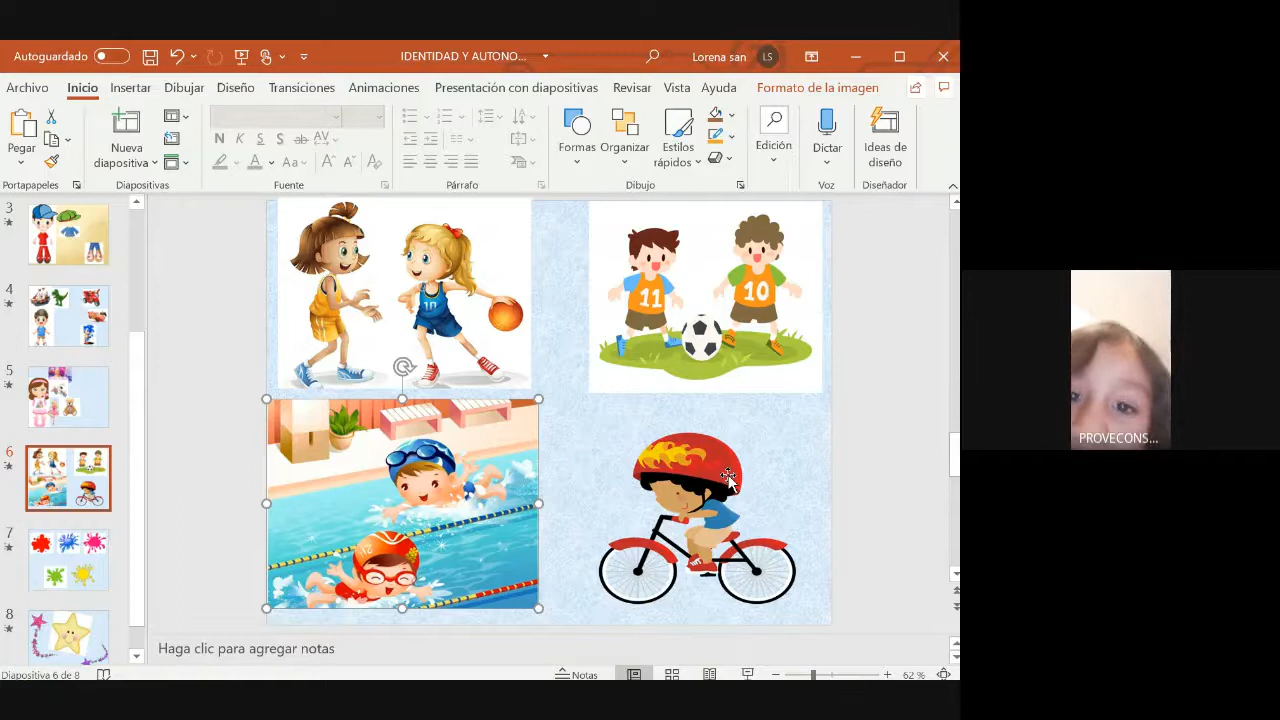 Autoguardado
IDENTIDAD Y AUTONO...
Lorena san
LS
Archivo
Inicio
Insertar
Dibujar
Diseño
Transiciones
Animaciones
Presentación con diapositivas
Revisar
Vista
Ayuda
Formato de la imagen
Pegar
Nueva
diapositiva
N K S S ab AV
Aa
A A
Formas
Organizar
Estilos
rápidos
Edición
Dictar
Ideas de
diseño
Portapapeles
Diapositivas
Fuente
Párrafo
Dibujo
Voz
Diseñador
3
4
5
6
7
8
10
11
10
PROVECONS...
Haga clic para agregar notas
Diapositiva 6 de 8
Notas
62 %